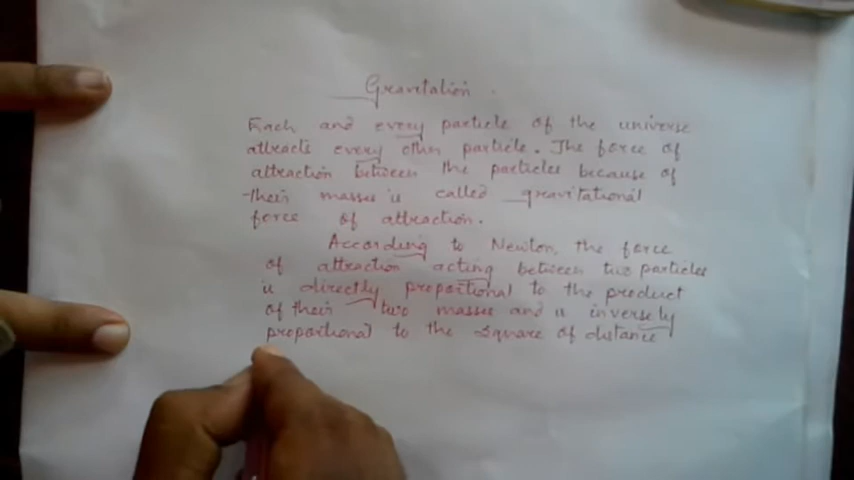 Gravitation.
Each and every particle of the universe
attracts every other particle. The force of
attraction between the particles because of
their masses is called gravitational
force of attraction.
According to Newton, the force
of attraction acting between two particles
is directly proportional to the product
of their two masses and is inversely
proportional to the square of distance